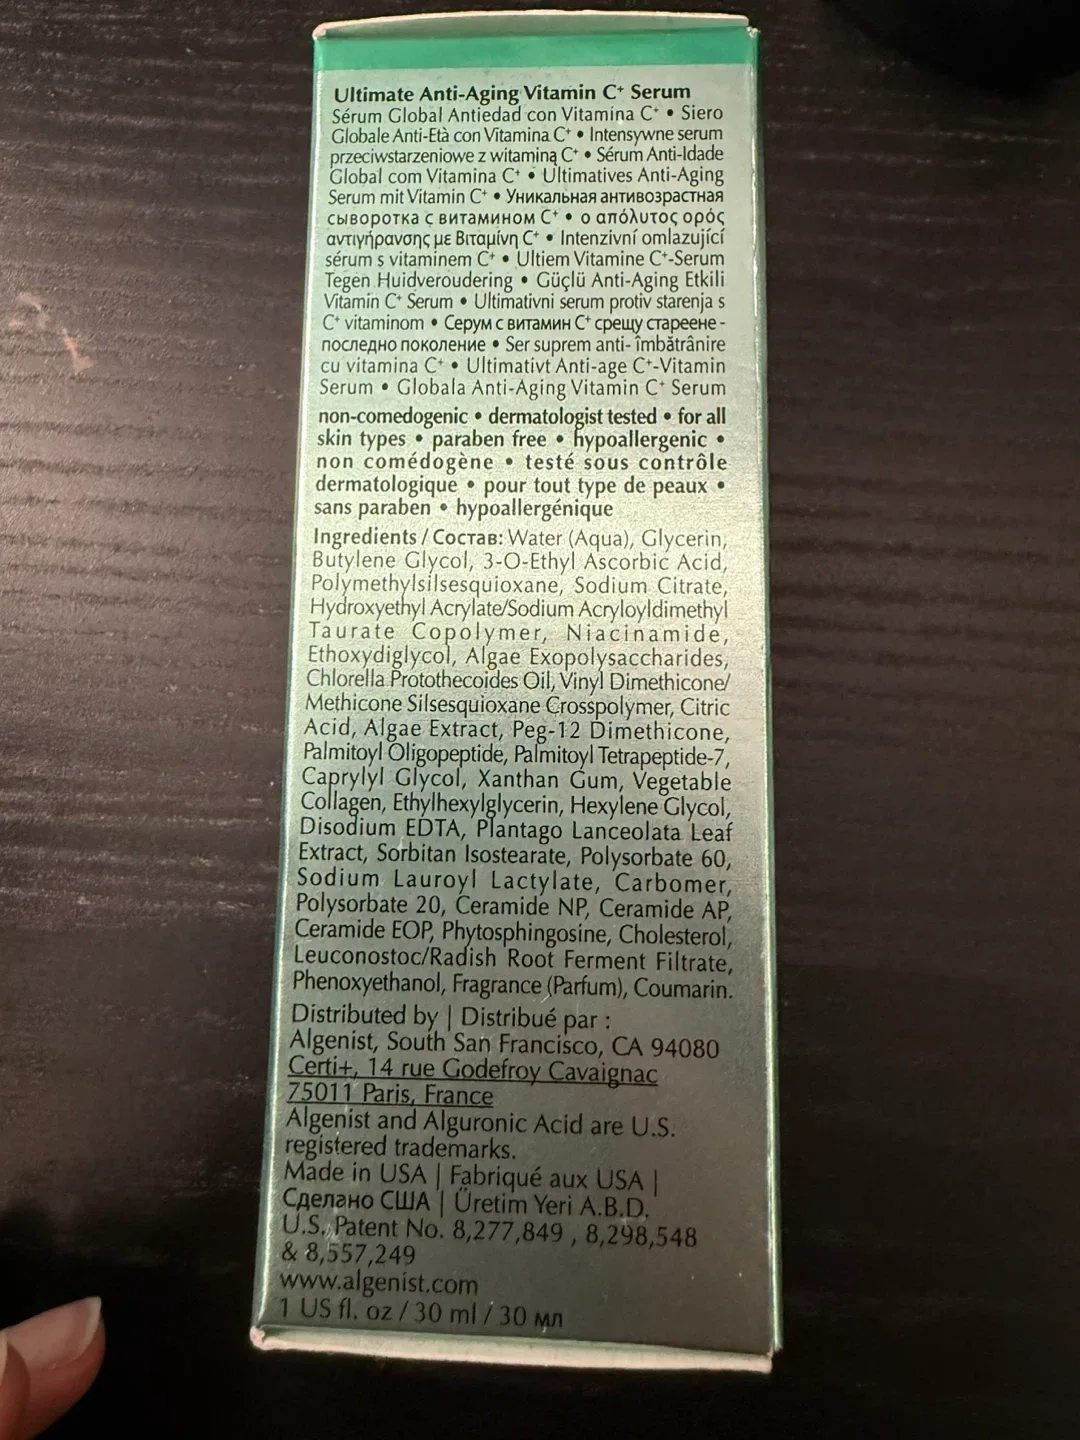 Ultimate Anti-Aging Vitamin C⁺ Serum
Sérum Global Antiedad con Vitamina C⁺ • Siero
Globale Anti-Età con Vitamina C⁺ • Intensywne serum
przeciwstarzeniowe z witaminą C⁺ • Sérum Anti-Idade
Global com Vitamina C⁺ • Ultimatives Anti-Aging
Serum mit Vitamin C⁺ • Уникальная антивозрастная
сыворотка с витамином C⁺ • ο απόλυτος ορός
αντιγήρανσης με Βιταμίνη C⁺ • Intenzivní omlazující
sérum s vitaminem C⁺ • Ultiem Vitamine C⁺-Serum
Tegen Huidveroudering • Güçlü Anti-Aging Etkili
Vitamin C⁺ Serum • Ultimativni serum protiv starenja s
C⁺ vitaminom • Серум с витамин C⁺ срещу стареене -
последно поколение • Ser suprem anti- îmbătrânire
cu vitamina C⁺ • Ultimativt Anti-age C⁺-Vitamin
Serum • Globala Anti-Aging Vitamin C⁺ Serum
non-comedogenic • dermatologist tested • for all
skin types • paraben free • hypoallergenic •
non comédogène • testé sous contrôle
dermatologique • pour tout type de peaux •
sans paraben • hypoallergénique
Ingredients / Состав: Water (Aqua), Glycerin,
Butylene Glycol, 3-O-Ethyl Ascorbic Acid,
Polymethylsilsesquioxane, Sodium Citrate,
Hydroxyethyl Acrylate/Sodium Acryloyldimethyl
Taurate Copolymer, Niacinamide,
Ethoxydiglycol, Algae Exopolysaccharides,
Chlorella Protothecoides Oil, Vinyl Dimethicone/
Methicone Silsesquioxane Crosspolymer, Citric
Acid, Algae Extract, Peg-12 Dimethicone,
Palmitoyl Oligopeptide, Palmitoyl Tetrapeptide-7,
Caprylyl Glycol, Xanthan Gum, Vegetable
Collagen, Ethylhexylglycerin, Hexylene Glycol,
Disodium EDTA, Plantago Lanceolata Leaf
Extract, Sorbitan Isostearate, Polysorbate 60,
Sodium Lauroyl Lactylate, Carbomer,
Polysorbate 20, Ceramide NP, Ceramide AP,
Ceramide EOP, Phytosphingosine, Cholesterol,
Leuconostoc/Radish Root Ferment Filtrate,
Phenoxyethanol, Fragrance (Parfum), Coumarin.
Distributed by | Distribué par :
Algenist, South San Francisco, CA 94080
Certi+, 14 rue Godefroy Cavaignac
75011 Paris, France
Algenist and Alguronic Acid are U.S.
registered trademarks.
Made in USA | Fabriqué aux USA |
Сделано США | Üretim Yeri A.B.D.
U.S. Patent No. 8,277,849 , 8,298,548
& 8,557,249
www.algenist.com
1 US fl. oz / 30 ml / 30 мл